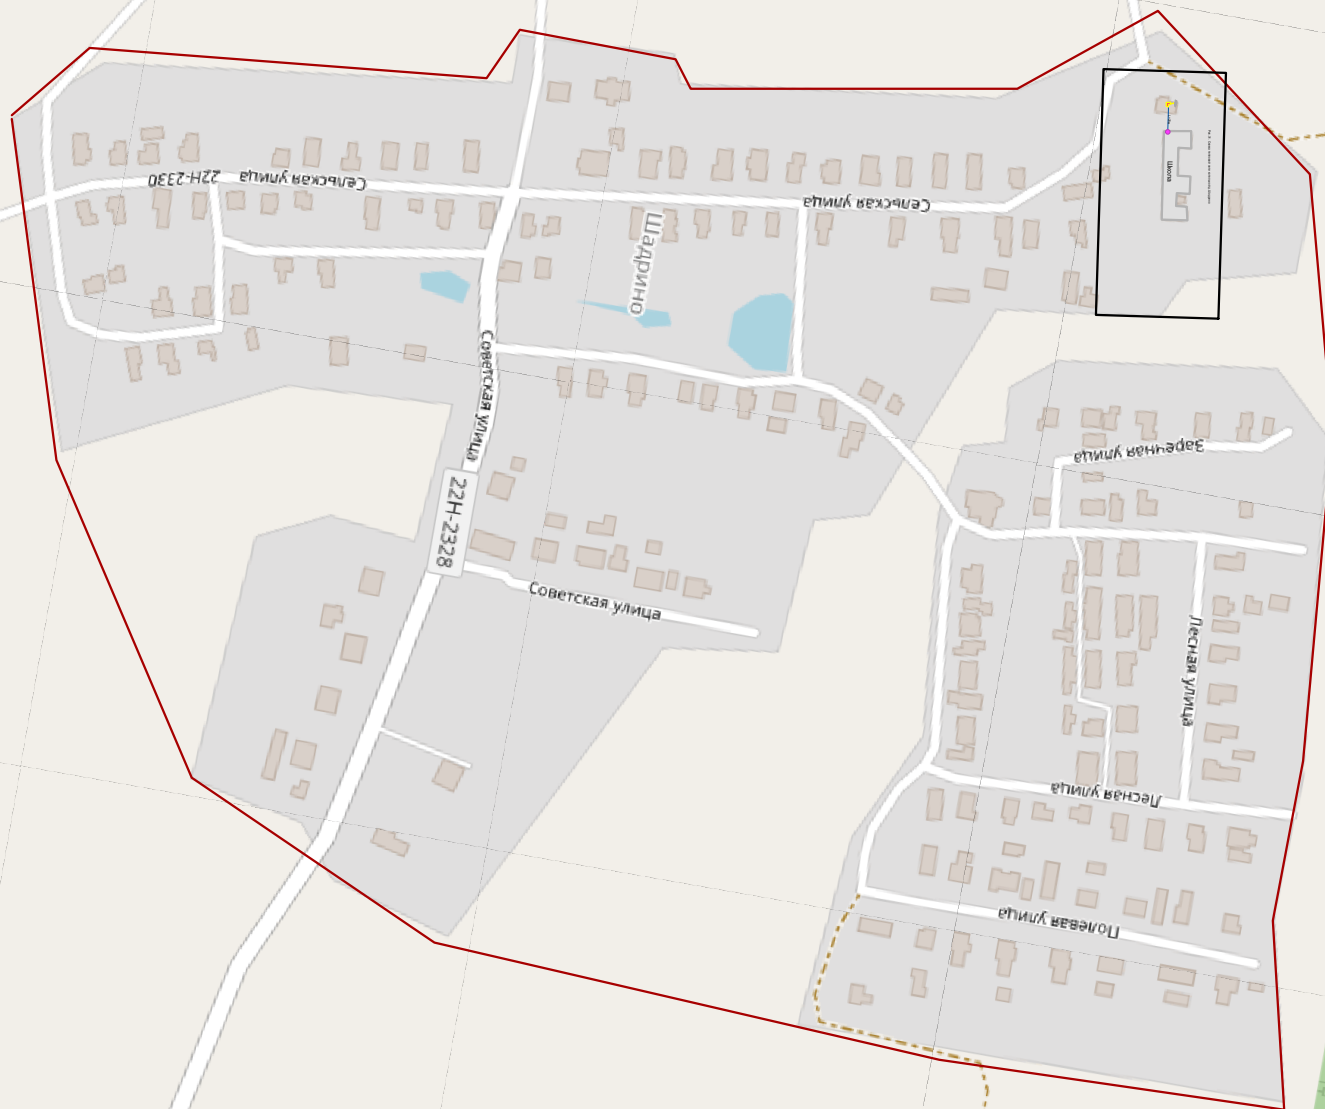 22Н-2330
Сельская улица
Сельская улица
Школа
Шадрино
Советская улица
22Н-2328
Советская улица
Заречная улица
Лесная улица
Лесная улица
Полевая улица